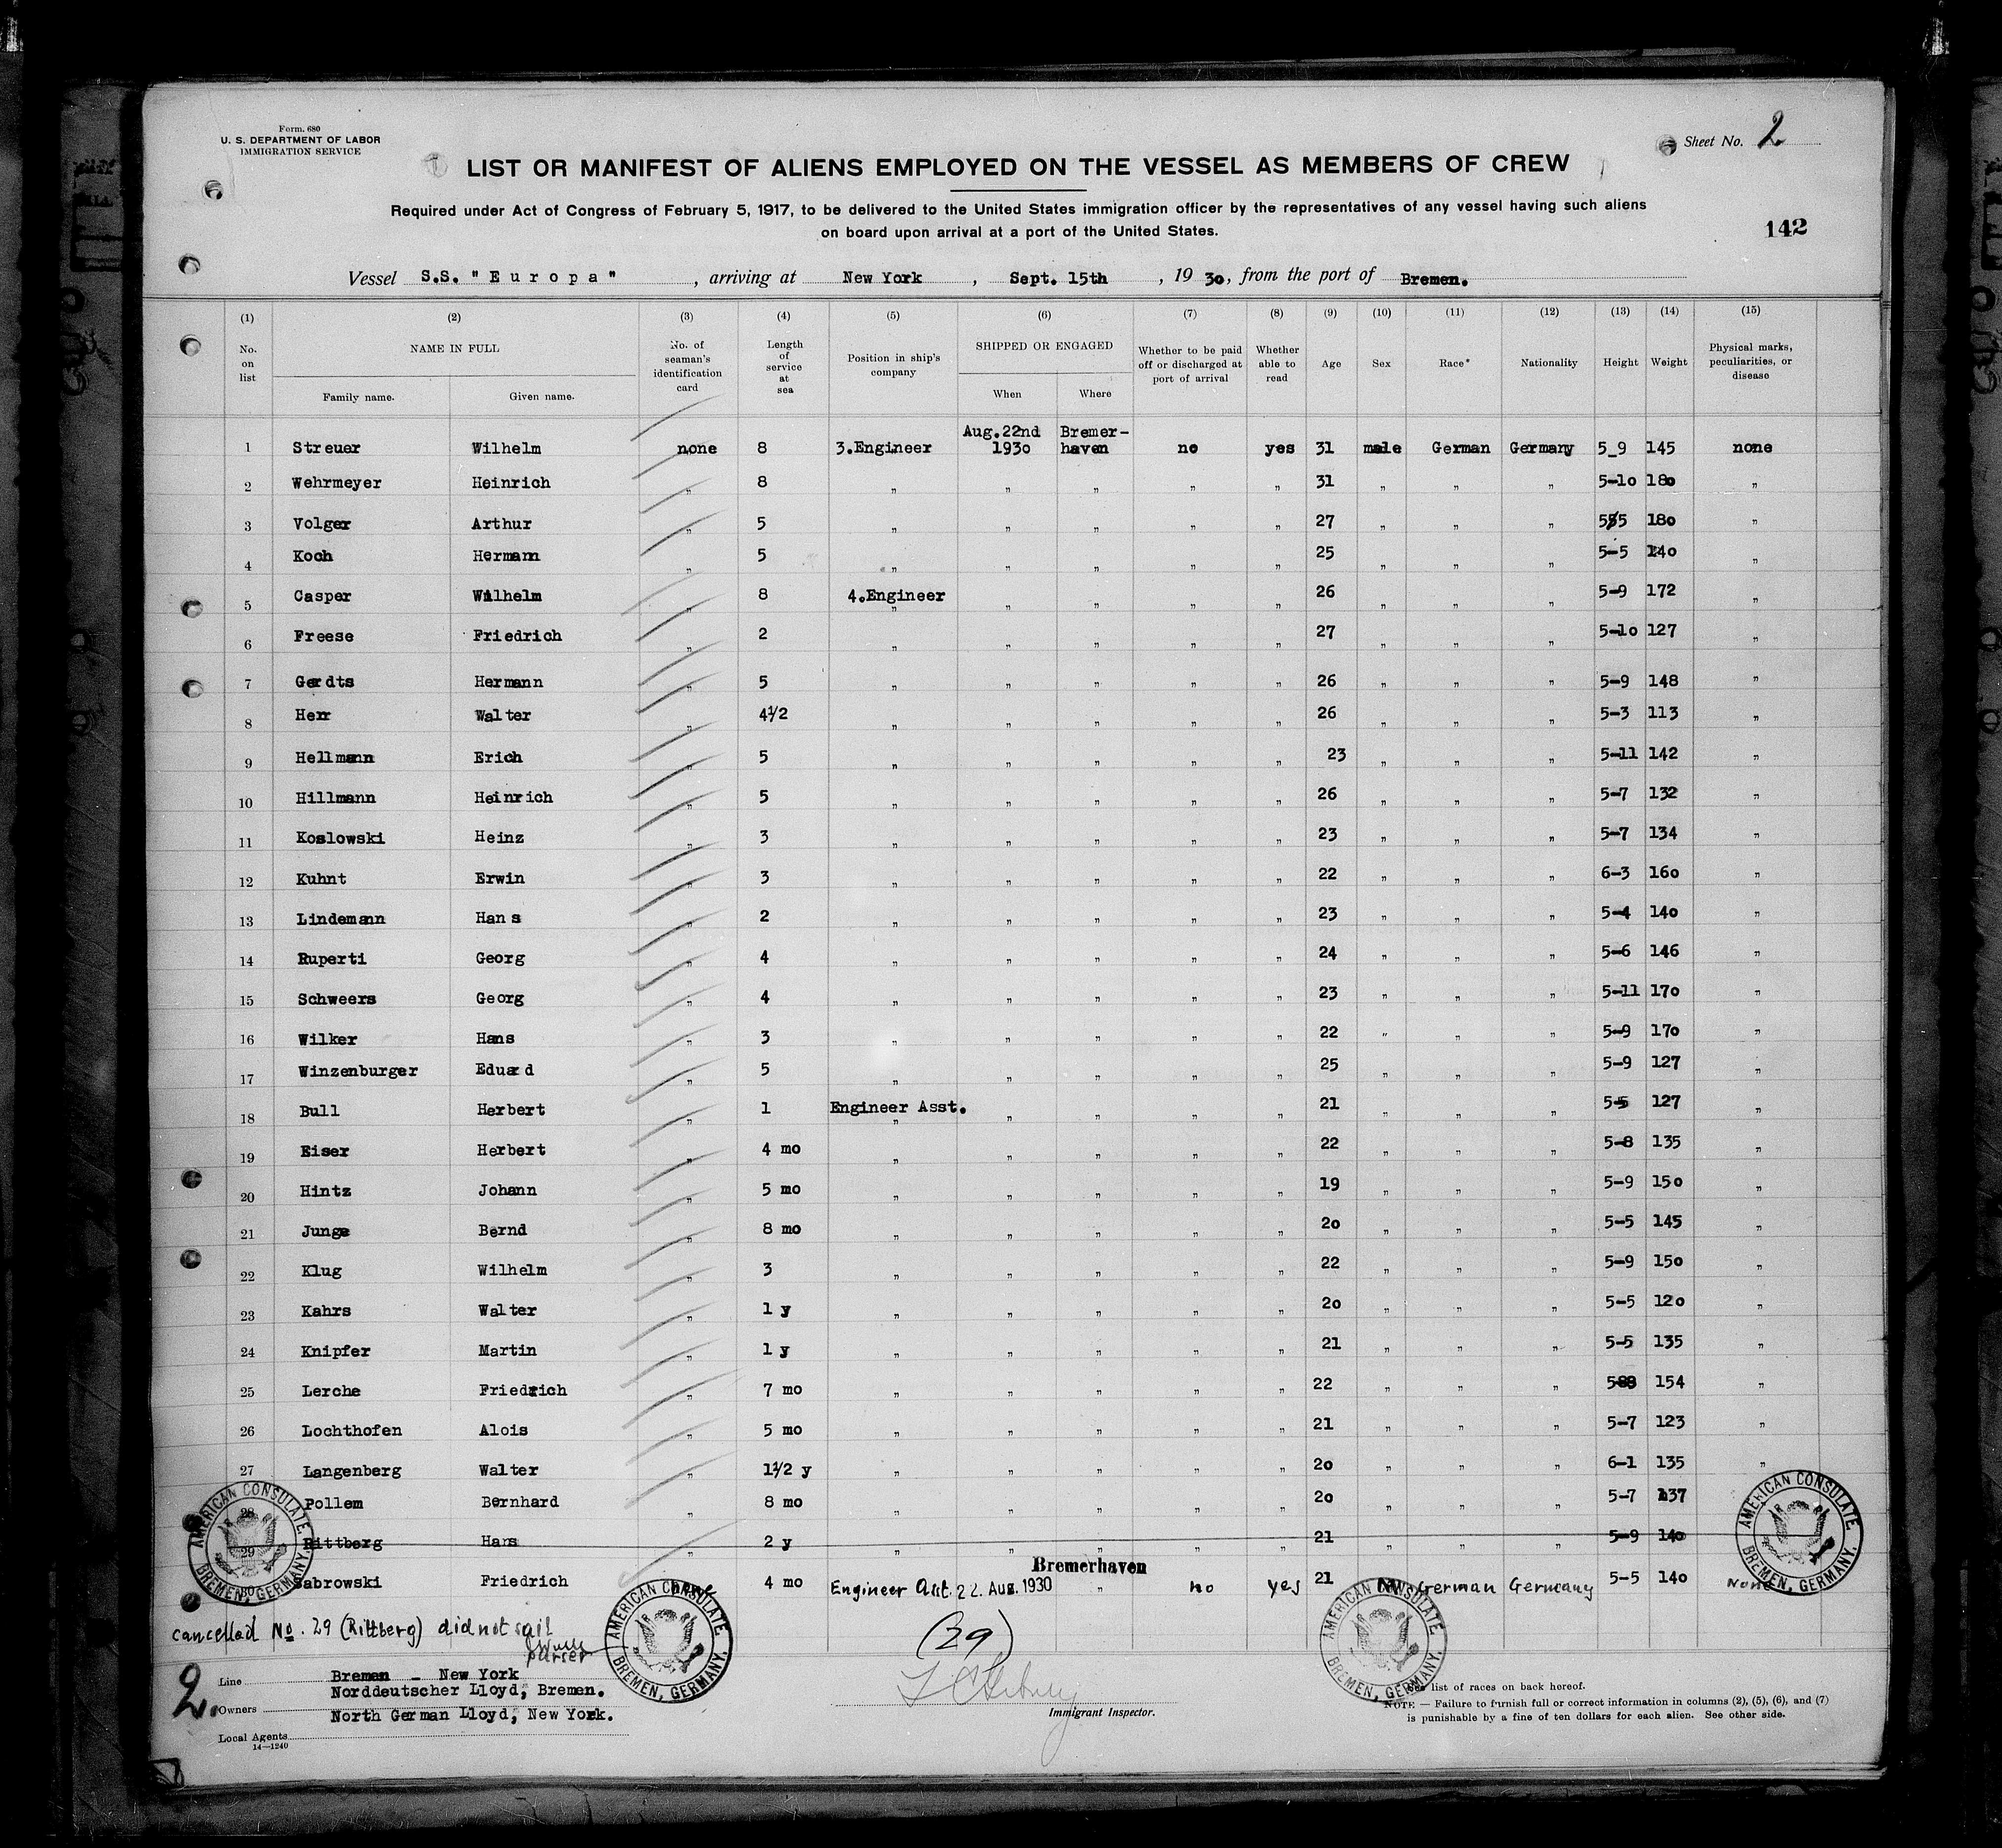 Form. 680
U. S. DEPARTMENT OF LABOR
IMMIGRATION SERVICE
Sheet No. 2
LIST OR MANIFEST OF ALIENS EMPLOYED ON THE VESSEL AS MEMBERS OF CREW
Required under Act of Congress of February 5, 1917, to be delivered to the United States immigration officer by the representatives of any vessel having such aliens
on board upon arrival at a port of the United States.
142
Vessel S.S. "Europa", arriving at New York, Sept. 15th, 1930, from the port of Bremen.
(1) (2) (3) (4) (5) (6) (7) (8) (9) (10) (11) (12) (13) (14) (15)
No. on list NAME IN FULL Family name. Given name. No. of seaman's identification card Length of service at sea Position in ship's company SHIPPED OR ENGAGED When Where Whether to be paid off or discharged at port of arrival Whether able to read Age Sex Race* Nationality Height Weight Physical marks, peculiarities, or disease
1 Streuer Wilhelm none 8 3.Engineer Aug.22nd 1930 Bremer-haven no yes 31 male German Germany 5_9 145 none
2 Wehrmeyer Heinrich " 8 " " " " " 31 " " " 5-10 180 "
3 Volger Arthur " 5 " " " " " 27 " " " 555 180 "
4 Koch Hermann " 5 " " " " " 25 " " " 5-5 140 "
5 Casper Wilhelm " 8 4.Engineer " " " " " 26 " " " 5-9 172 "
6 Freese Friedrich " 2 " " " " " 27 " " " 5-10 127 "
7 Gerdts Hermann " 5 " " " " " 26 " " " 5-9 148 "
8 Herr Walter " 4½ " " " " " 26 " " " 5-3 113 "
9 Hellmann Erich " 5 " " " " " 23 " " " 5-11 142 "
10 Hillmann Heinrich " 5 " " " " " 26 " " " 5-7 132 "
11 Koslowski Heinz " 3 " " " " " 23 " " " 5-7 134 "
12 Kuhnt Erwin " 3 " " " " " 22 " " " 6-3 160 "
13 Lindemann Hans " 2 " " " " " 23 " " " 5-4 140 "
14 Ruperti Georg " 4 " " " " " 24 " " " 5-6 146 "
15 Schweers Georg " 4 " " " " " 23 " " " 5-11 170 "
16 Wilker Hans " 3 " " " " " 22 " " " 5-9 170 "
17 Winzenburger Eduard " 5 " " " " " 25 " " " 5-9 127 "
18 Bull Herbert " 1 Engineer Asst. " " " " " 21 " " " 5-5 127 "
19 Eiser Herbert " 4 mo " " " " " 22 " " " 5-8 135 "
20 Hintz Johann " 5 mo " " " " " 19 " " " 5-9 150 "
21 Junge Bernd " 8 mo " " " " " 20 " " " 5-5 145 "
22 Klug Wilhelm " 3 " " " " " 22 " " " 5-9 150 "
23 Kahrs Walter " 1 y " " " " " 20 " " " 5-5 120 "
24 Knipfer Martin " 1 y " " " " " 21 " " " 5-5 135 "
25 Lerche Friedrich " 7 mo " " " " " 22 " " " 154 "
26 Lochthofen Alois " 5 mo " " " " " 21 " " " 5-7 123 "
27 Langenberg Walter " 1½ y " " " " " 20 " " " 6-1 135 "
28 Pollem Bernhard " 8 mo " " " " " 20 " " " 5-7 137
29 Rittberg Hans " 2 y " " " " " 21 " " " 5-9 140
30 Sabrowski Friedrich none 4 mo Engineer Asst. 22. Aug. 1930 Bremerhaven " no yes 21 German Germany 5-5 140 None
AMERICAN CONSULATE. BREMEN, GERMANY.
AMERICAN CONSULATE. BREMEN, GERMANY.
AMERICAN CONSULATE. BREMEN, GERMANY.
AMERICAN CONSULATE. BREMEN, GERMANY.
cancelled No. 29 (Rittberg) did not sail
purser
(29)
2.
Line Bremen - New York
Owners Norddeutscher Lloyd, Bremen.
Local Agents North German Lloyd, New York.
14—1240
Immigrant Inspector.
list of races on back hereof.
NOTE — Failure to furnish full or correct information in columns (2), (5), (6), and (7)
is punishable by a fine of ten dollars for each alien. See other side.